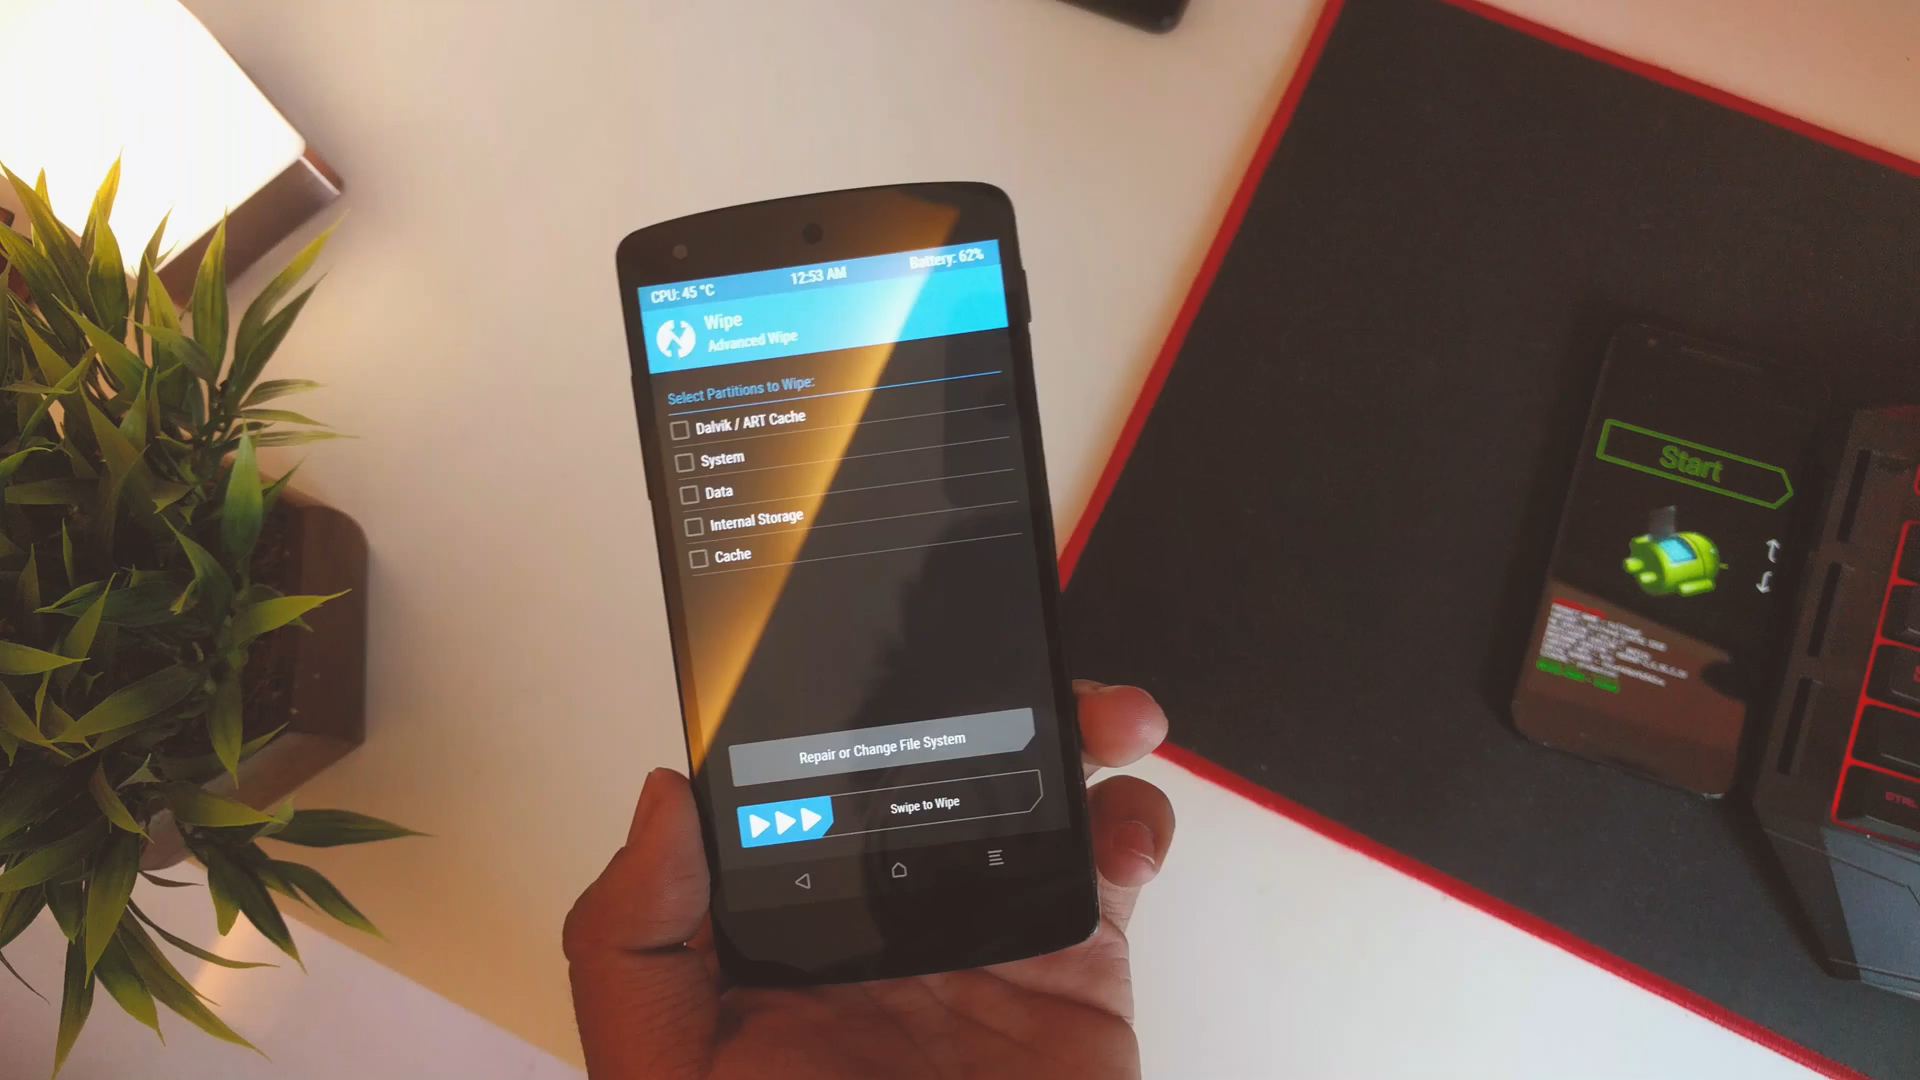 CPU: 45 °C
12:53 AM
Battery: 62%
Wipe
Advanced Wipe
Select Partitions to Wipe:
Dalvik / ART Cache
System
Data
Internal Storage
Cache
Repair or Change File System
Swipe to Wipe
Start
CTRL